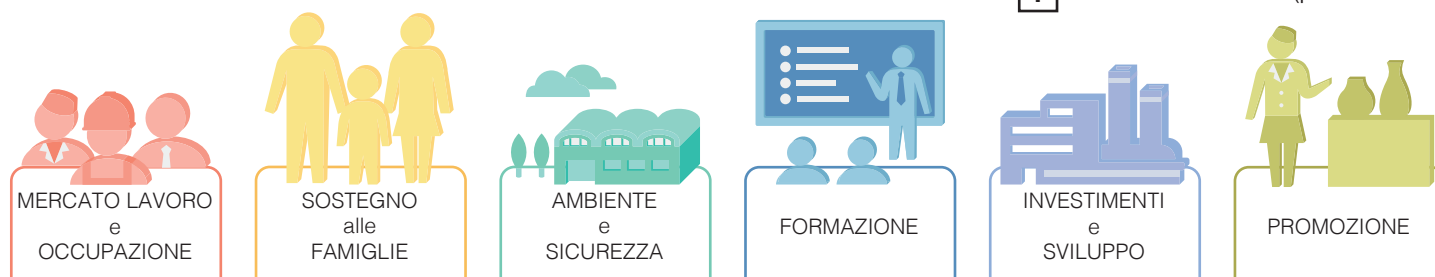 MERCATO LAVORO
e
OCCUPAZIONE
SOSTEGNO
alle
FAMIGLIE
AMBIENTE
e
SICUREZZA
FORMAZIONE
INVESTIMENTI
e
SVILUPPO
PROMOZIONE